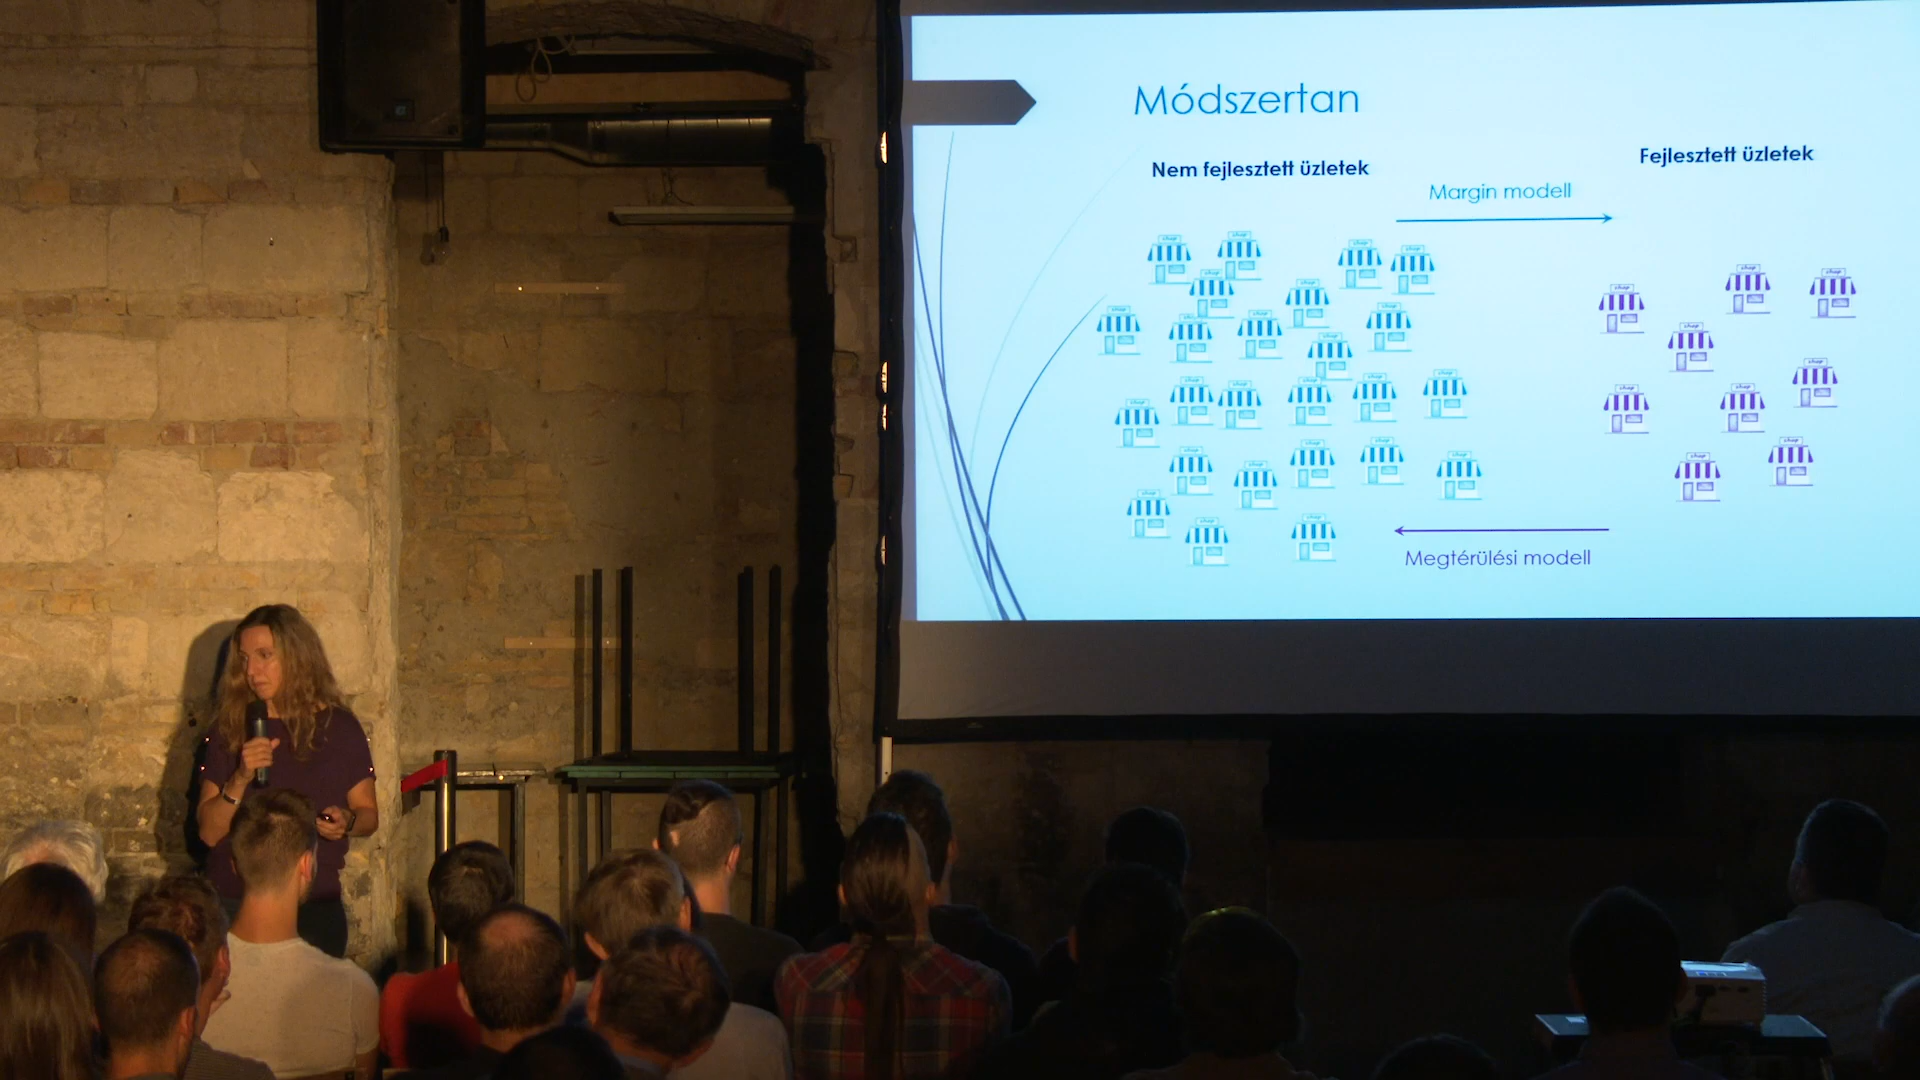 Módszertan
Nem fejlesztett üzletek
Fejlesztett üzletek
Margin modell
Megtérülési modell